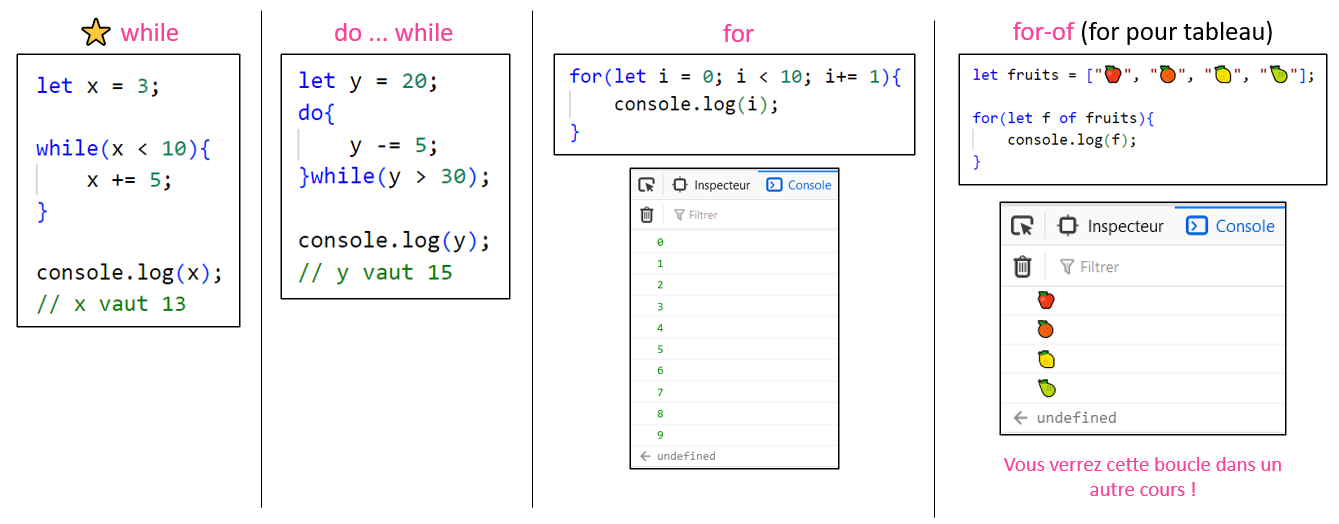 ⭐ while
let x = 3;
while(x < 10){
x += 5;
}
console.log(x);
// x vaut 13
do ... while
let y = 20;
do{
y -= 5;
}while(y > 30);
console.log(y);
// y vaut 15
for
for(let i = 0; i < 10; i+= 1){
console.log(i);
}
Inspecteur Console
Filtrer
0
1
2
3
4
5
6
7
8
9
← undefined
for-of (for pour tableau)
let fruits = ["🍎", "🍊", "🍋", "🍐"];
for(let f of fruits){
console.log(f);
}
Inspecteur Console
Filtrer
🍎
🍊
🍋
🍐
← undefined
Vous verrez cette boucle dans un
autre cours !